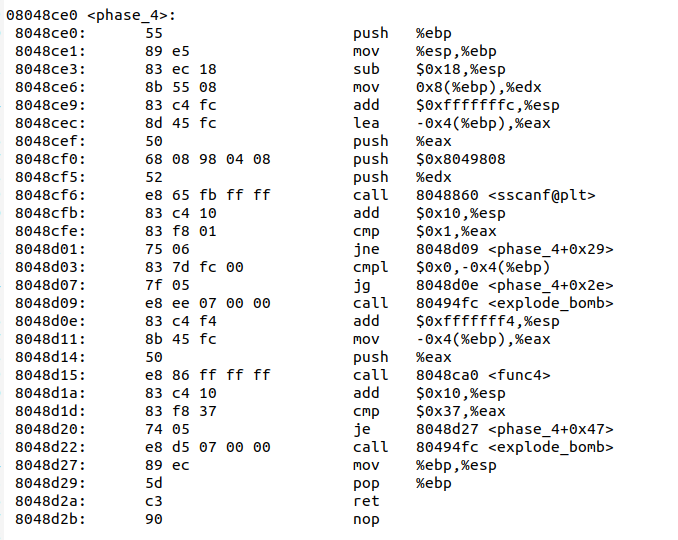 08048ce0 <phase_4>:
8048ce0: 55 push %ebp
8048ce1: 89 e5 mov %esp,%ebp
8048ce3: 83 ec 18 sub $0x18,%esp
8048ce6: 8b 55 08 mov 0x8(%ebp),%edx
8048ce9: 83 c4 fc add $0xfffffffc,%esp
8048cec: 8d 45 fc lea -0x4(%ebp),%eax
8048cef: 50 push %eax
8048cf0: 68 08 98 04 08 push $0x8049808
8048cf5: 52 push %edx
8048cf6: e8 65 fb ff ff call 8048860 <sscanf@plt>
8048cfb: 83 c4 10 add $0x10,%esp
8048cfe: 83 f8 01 cmp $0x1,%eax
8048d01: 75 06 jne 8048d09 <phase_4+0x29>
8048d03: 83 7d fc 00 cmpl $0x0,-0x4(%ebp)
8048d07: 7f 05 jg 8048d0e <phase_4+0x2e>
8048d09: e8 ee 07 00 00 call 80494fc <explode_bomb>
8048d0e: 83 c4 f4 add $0xfffffff4,%esp
8048d11: 8b 45 fc mov -0x4(%ebp),%eax
8048d14: 50 push %eax
8048d15: e8 86 ff ff ff call 8048ca0 <func4>
8048d1a: 83 c4 10 add $0x10,%esp
8048d1d: 83 f8 37 cmp $0x37,%eax
8048d20: 74 05 je 8048d27 <phase_4+0x47>
8048d22: e8 d5 07 00 00 call 80494fc <explode_bomb>
8048d27: 89 ec mov %ebp,%esp
8048d29: 5d pop %ebp
8048d2a: c3 ret
8048d2b: 90 nop